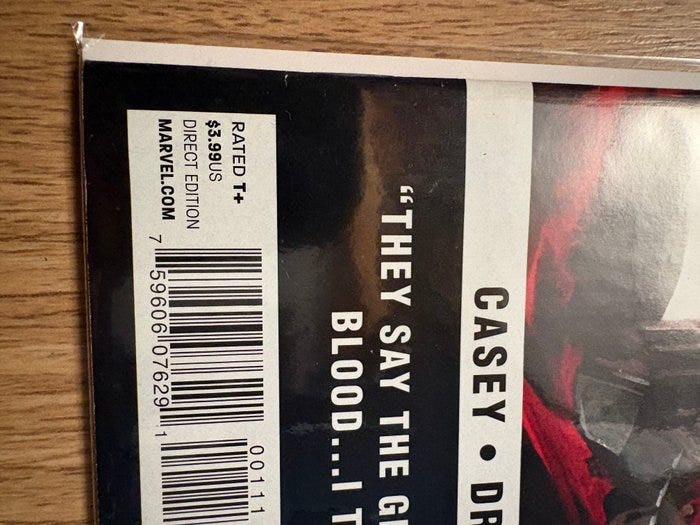 RATED T+
$3.99US
DIRECT EDITION
MARVEL.COM
7 59606 07629 1
00111
"THEY SAY THE
BLOOD...I
CASEY •